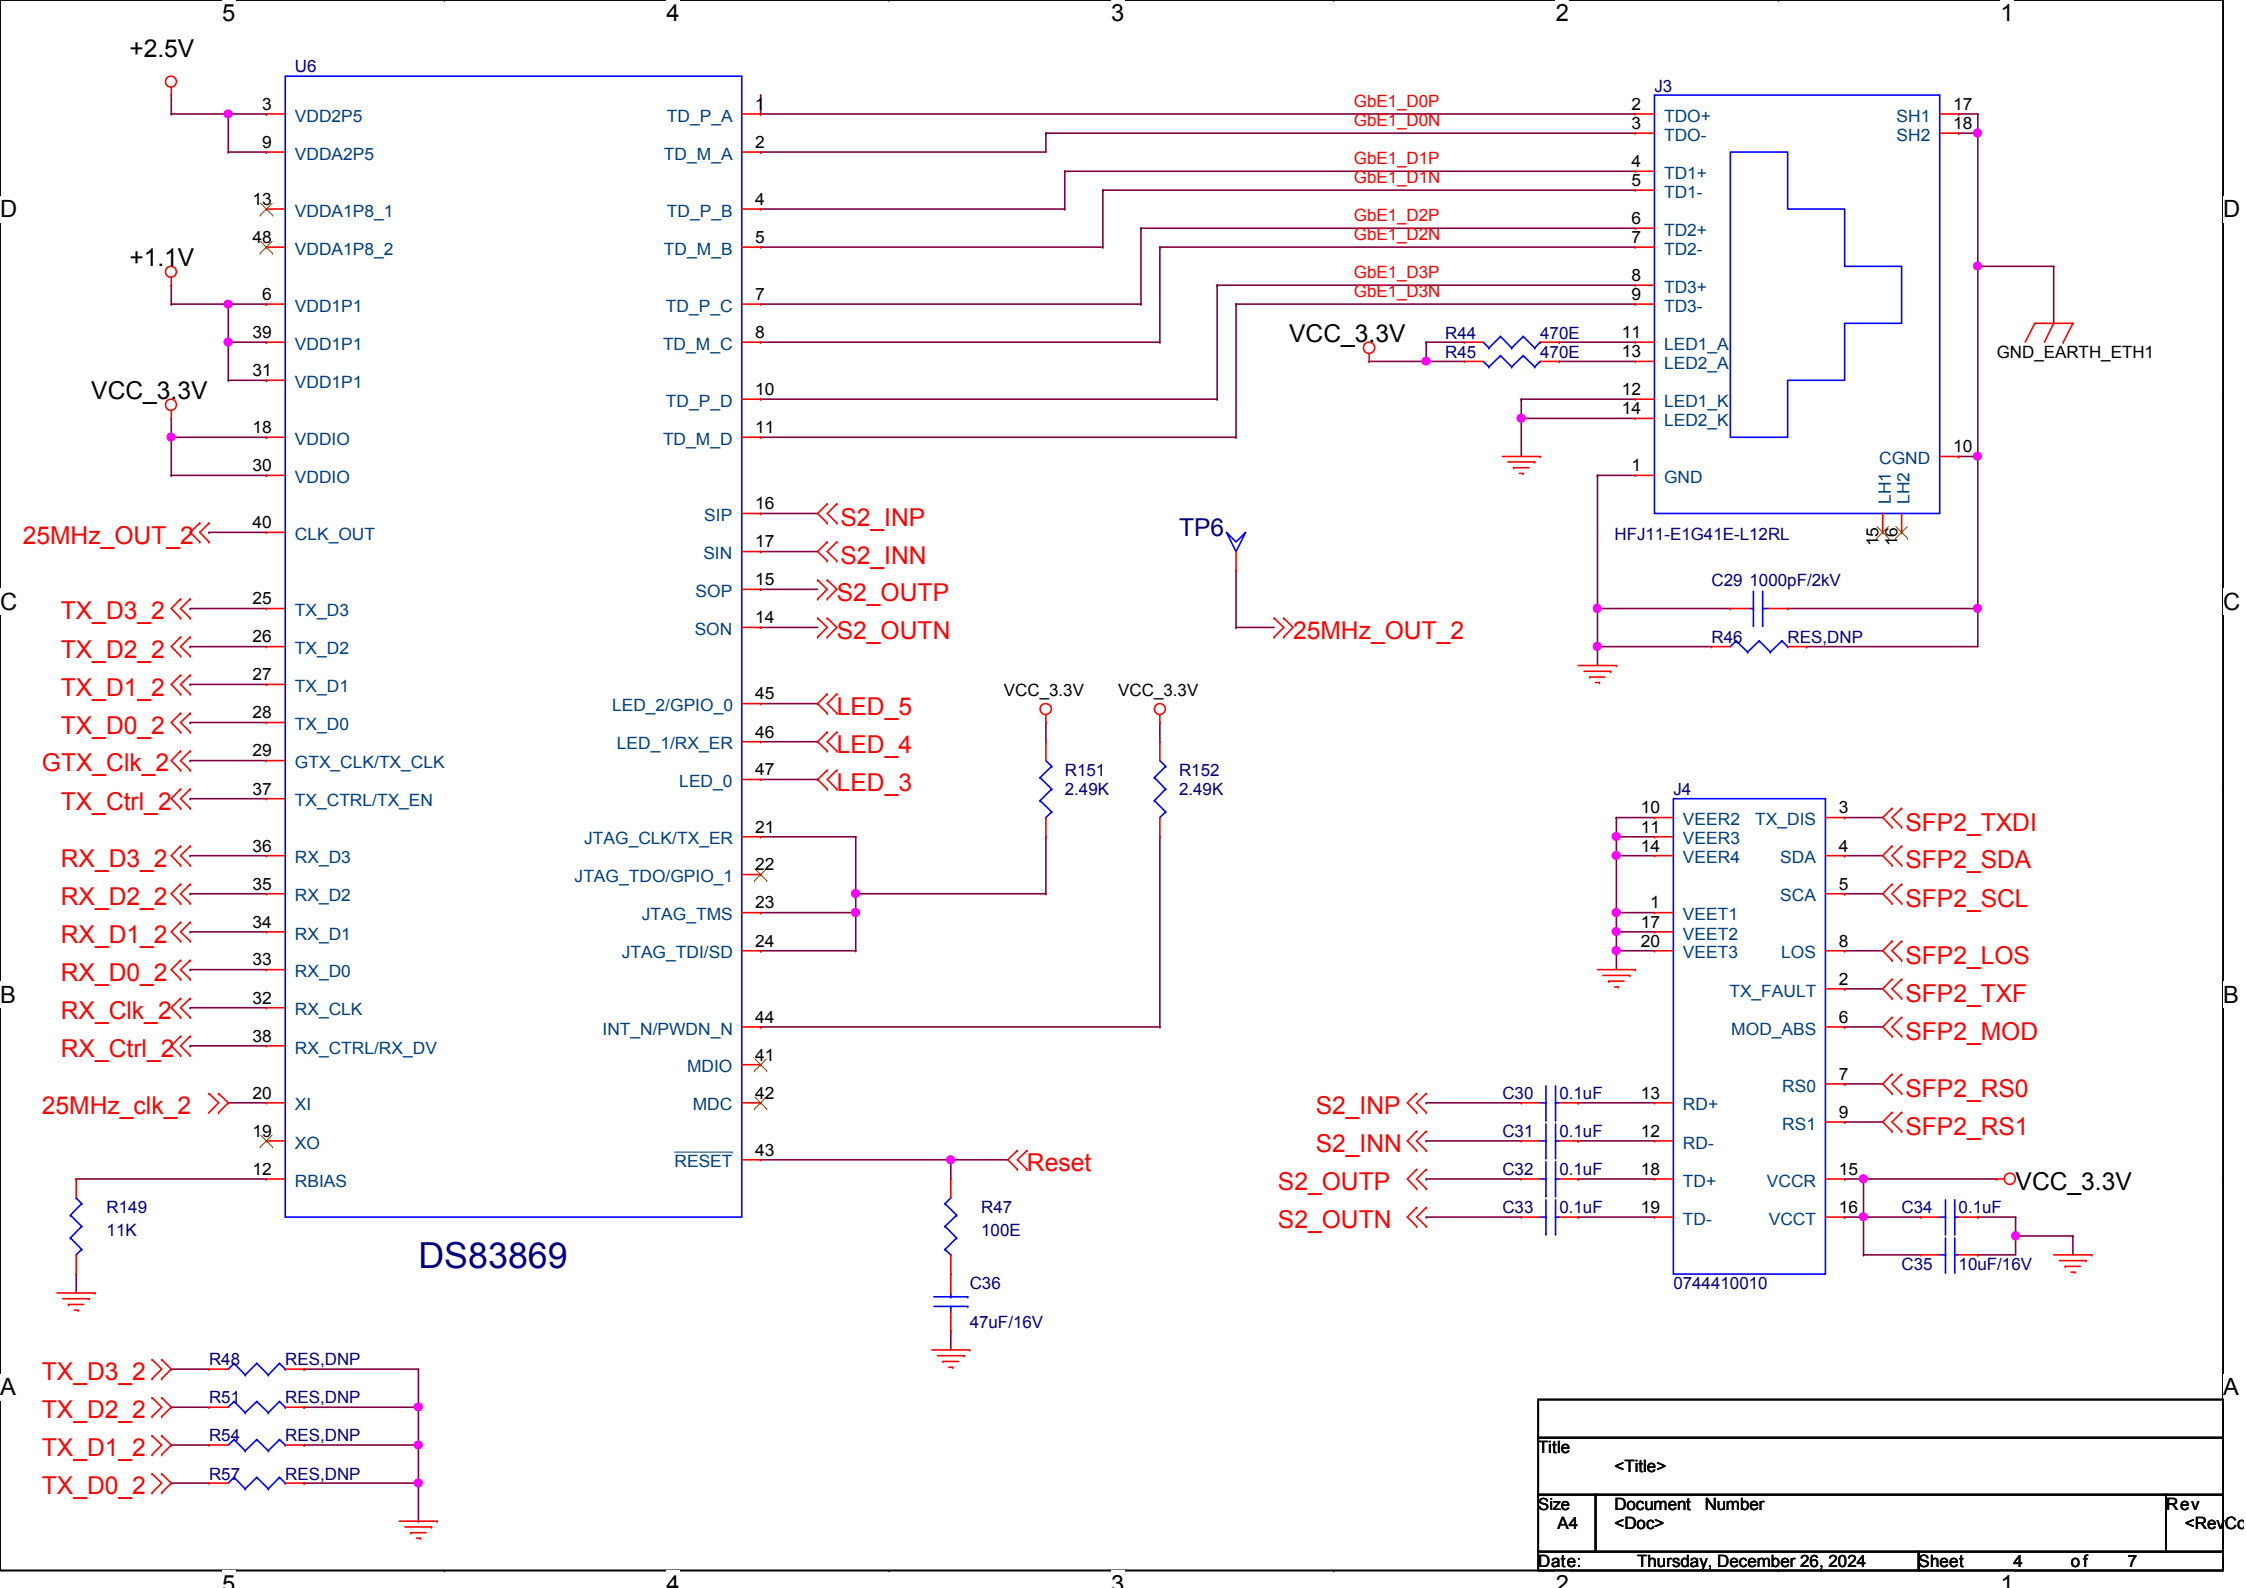 5 4 3 2 1
D D
C C
B B
A A
5 4 3 2 1
+2.5V
+1.1V
VCC_3.3V
U6
3 VDD2P5
9 VDDA2P5
13 VDDA1P8_1
48 VDDA1P8_2
6 VDD1P1
39 VDD1P1
31 VDD1P1
18 VDDIO
30 VDDIO
25MHz_OUT_2 40 CLK_OUT
TX_D3_2 25 TX_D3
TX_D2_2 26 TX_D2
TX_D1_2 27 TX_D1
TX_D0_2 28 TX_D0
GTX_Clk_2 29 GTX_CLK/TX_CLK
TX_Ctrl_2 37 TX_CTRL/TX_EN
RX_D3_2 36 RX_D3
RX_D2_2 35 RX_D2
RX_D1_2 34 RX_D1
RX_D0_2 33 RX_D0
RX_Clk_2 32 RX_CLK
RX_Ctrl_2 38 RX_CTRL/RX_DV
25MHz_clk_2 20 XI
19 XO
12 RBIAS
R149
11K
DS83869
TD_P_A 1
TD_M_A 2
TD_P_B 4
TD_M_B 5
TD_P_C 7
TD_M_C 8
TD_P_D 10
TD_M_D 11
SIP 16 S2_INP
SIN 17 S2_INN
SOP 15 S2_OUTP
SON 14 S2_OUTN
LED_2/GPIO_0 45 LED_5
LED_1/RX_ER 46 LED_4
LED_0 47 LED_3
JTAG_CLK/TX_ER 21
JTAG_TDO/GPIO_1 22
JTAG_TMS 23
JTAG_TDI/SD 24
INT_N/PWDN_N 44
MDIO 41
MDC 42
RESET 43 Reset
VCC_3.3V VCC_3.3V
R151
2.49K
R152
2.49K
R47
100E
C36
47uF/16V
TP6
25MHz_OUT_2
GbE1_D0P
GbE1_D0N
GbE1_D1P
GbE1_D1N
GbE1_D2P
GbE1_D2N
GbE1_D3P
GbE1_D3N
VCC_3.3V
R44 470E
R45 470E
J3
2 TDO+
3 TDO-
4 TD1+
5 TD1-
6 TD2+
7 TD2-
8 TD3+
9 TD3-
11 LED1_A
13 LED2_A
12 LED1_K
14 LED2_K
1 GND
SH1 17
SH2 18
CGND 10
LH1 15
LH2 16
HFJ11-E1G41E-L12RL
GND_EARTH_ETH1
C29 1000pF/2kV
R46 RES,DNP
J4
10 VEER2
11 VEER3
14 VEER4
1 VEET1
17 VEET2
20 VEET3
TX_DIS 3 SFP2_TXDI
SDA 4 SFP2_SDA
SCA 5 SFP2_SCL
LOS 8 SFP2_LOS
TX_FAULT 2 SFP2_TXF
MOD_ABS 6 SFP2_MOD
RS0 7 SFP2_RS0
RS1 9 SFP2_RS1
S2_INP C30 0.1uF 13 RD+
S2_INN C31 0.1uF 12 RD-
S2_OUTP C32 0.1uF 18 TD+
S2_OUTN C33 0.1uF 19 TD-
VCCR 15 VCC_3.3V
VCCT 16
C34 0.1uF
C35 10uF/16V
0744410010
TX_D3_2 R48 RES,DNP
TX_D2_2 R51 RES,DNP
TX_D1_2 R54 RES,DNP
TX_D0_2 R57 RES,DNP
Title
<Title>
Size
A4
Document Number
<Doc>
Rev
<RevCo
Date: Thursday, December 26, 2024 Sheet 4 of 7